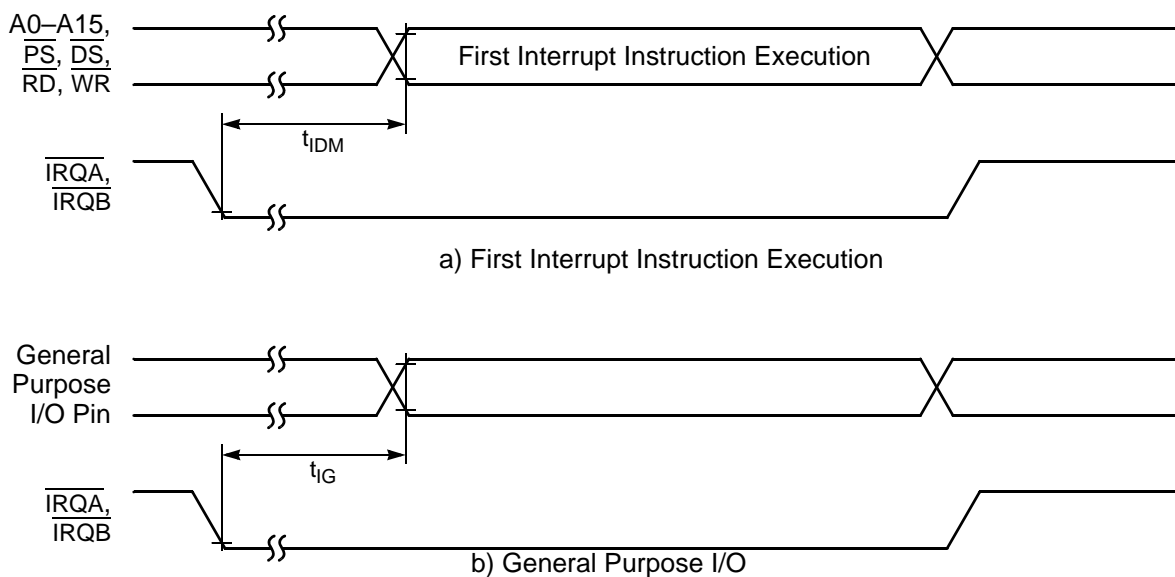 A0–A15,
PS, DS,
RD, WR
First Interrupt Instruction Execution
tIDM
IRQA,
IRQB
a) First Interrupt Instruction Execution
General
Purpose
I/O Pin
tIG
IRQA,
IRQB
b) General Purpose I/O